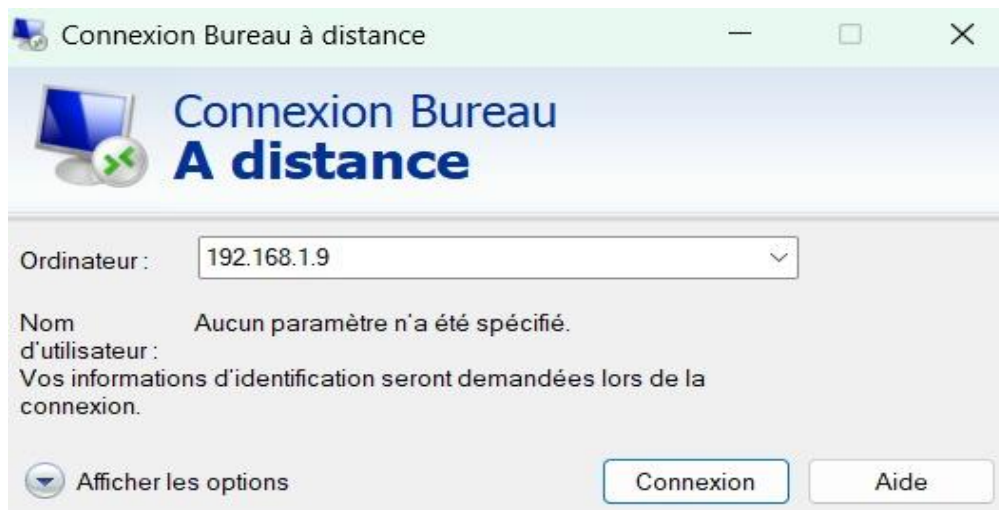 Connexion Bureau à distance
Connexion Bureau
A distance
Ordinateur :
192.168.1.9
Nom
d'utilisateur :
Aucun paramètre n'a été spécifié.
Vos informations d'identification seront demandées lors de la
connexion.
Afficher les options
Connexion
Aide